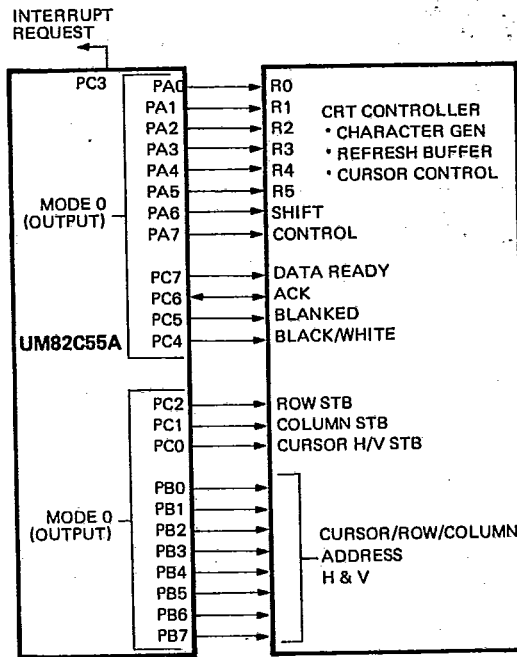 INTERRUPT
REQUEST
PC3
PA0 R0
PA1 R1 CRT CONTROLLER
PA2 R2 • CHARACTER GEN
PA3 R3 • REFRESH BUFFER
PA4 R4 • CURSOR CONTROL
PA5 R5
MODE 0
(OUTPUT)
PA6 SHIFT
PA7 CONTROL
PC7 DATA READY
PC6 ACK
PC5 BLANKED
PC4 BLACK/WHITE
UM82C55A
PC2 ROW STB
PC1 COLUMN STB
PC0 CURSOR H/V STB
PB0
PB1
MODE 0
(OUTPUT)
PB2 CURSOR/ROW/COLUMN
PB3 ADDRESS
PB4 H & V
PB5
PB6
PB7